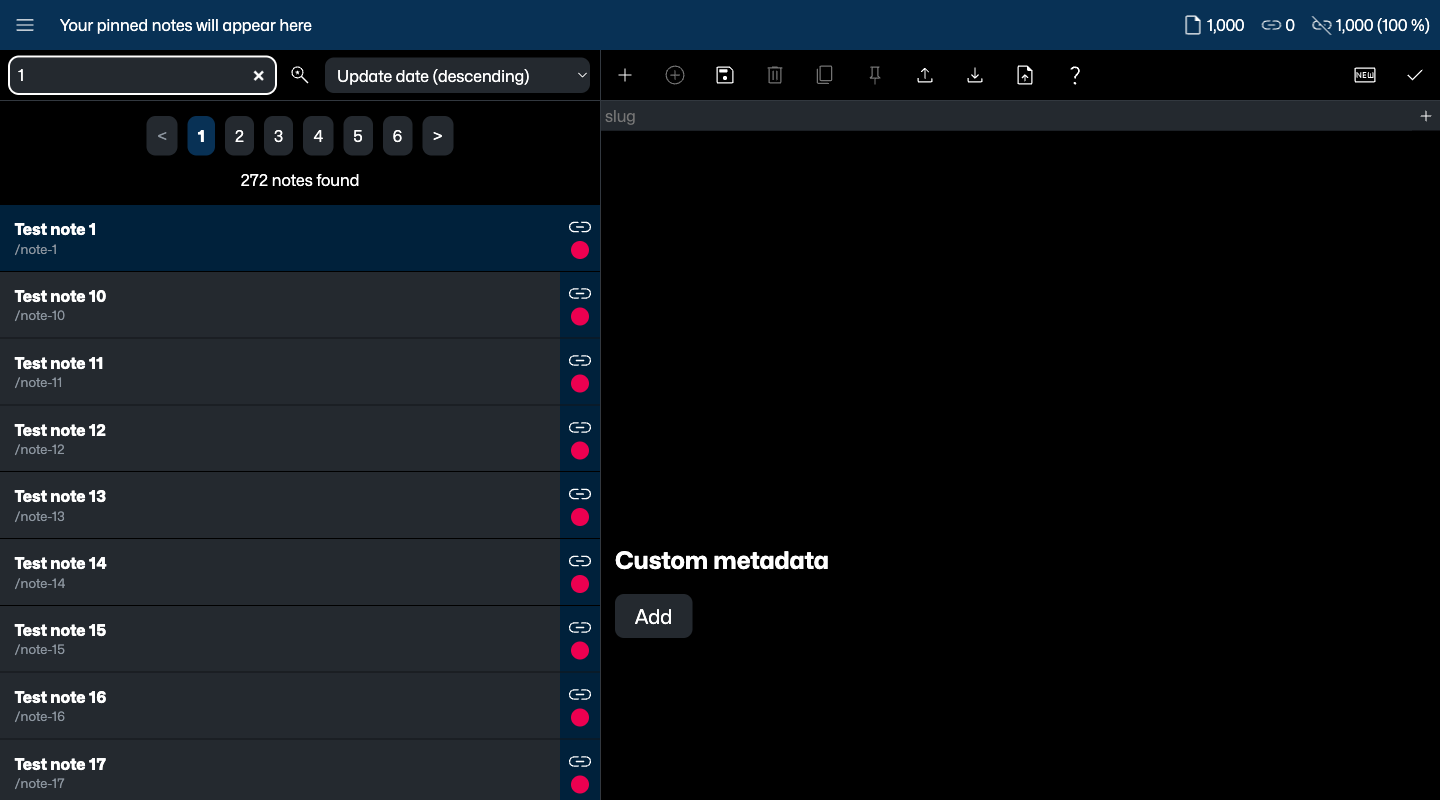 Your pinned notes will appear here
1,000
0
1,000 (100 %)
1
Update date (descending)
NEW
slug
< 1 2 3 4 5 6 >
272 notes found
Test note 1
/note-1
Test note 10
/note-10
Test note 11
/note-11
Test note 12
/note-12
Test note 13
/note-13
Test note 14
/note-14
Test note 15
/note-15
Test note 16
/note-16
Test note 17
/note-17
Custom metadata
Add